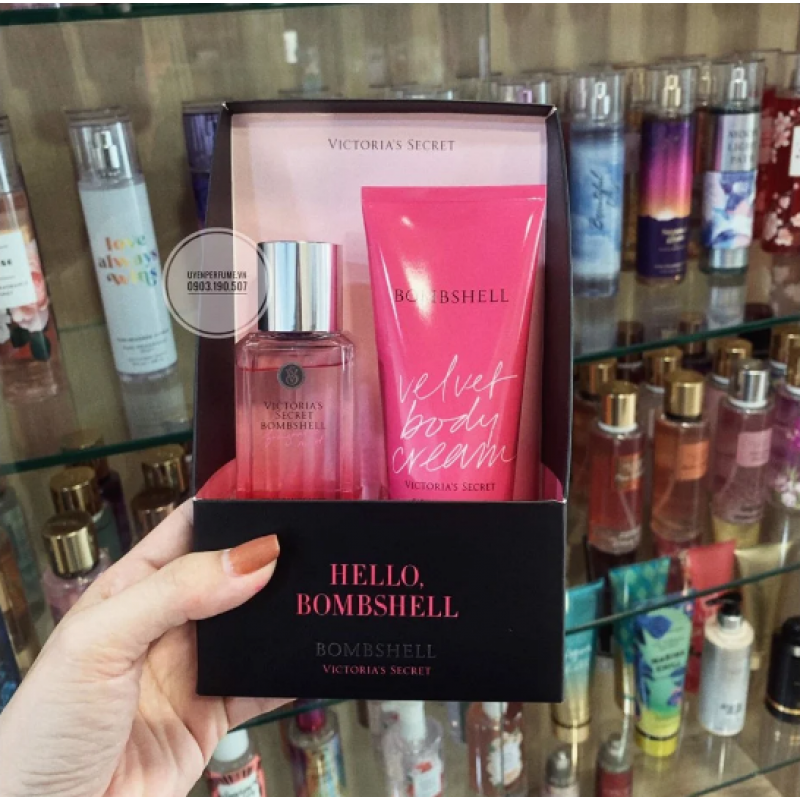 VICTORIA'S SECRET
UYENPERFUME.VN
0903.190.507
BOMBSHELL
velvet
body
cream
VICTORIA'S SECRET
VICTORIA'S
SECRET
BOMBSHELL
HELLO,
BOMBSHELL
BOMBSHELL
VICTORIA'S SECRET
love
always
wins